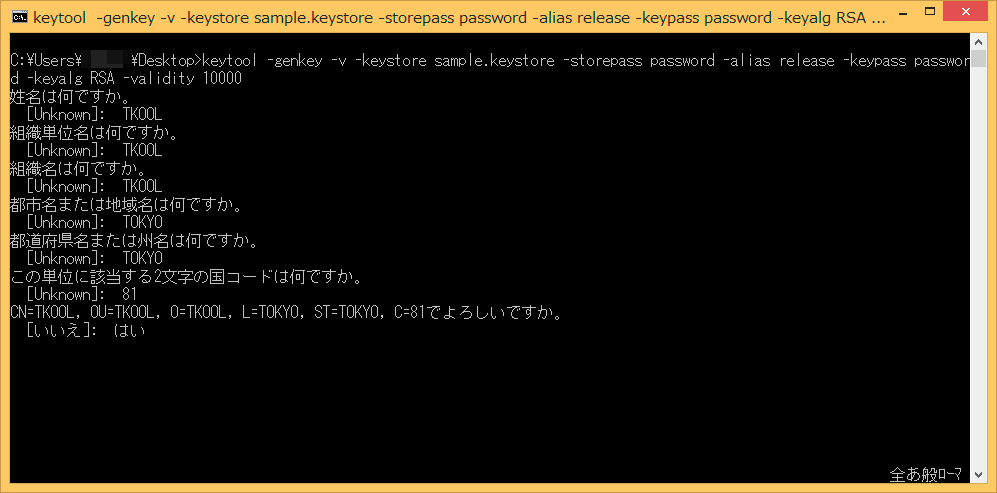 keytool -genkey -v -keystore sample.keystore -storepass password -alias release -keypass password -keyalg RSA ...
C:¥Users¥ ¥Desktop>keytool -genkey -v -keystore sample.keystore -storepass password -alias release -keypass passwor
d -keyalg RSA -validity 10000
姓名は何ですか。
[Unknown]: TKOOL
組織単位名は何ですか。
[Unknown]: TKOOL
組織名は何ですか。
[Unknown]: TKOOL
都市名または地域名は何ですか。
[Unknown]: TOKYO
都道府県名または州名は何ですか。
[Unknown]: TOKYO
この単位に該当する2文字の国コードは何ですか。
[Unknown]: 81
CN=TKOOL, OU=TKOOL, O=TKOOL, L=TOKYO, ST=TOKYO, C=81でよろしいですか。
[いいえ]: はい
全あ般ﾛｰﾏ